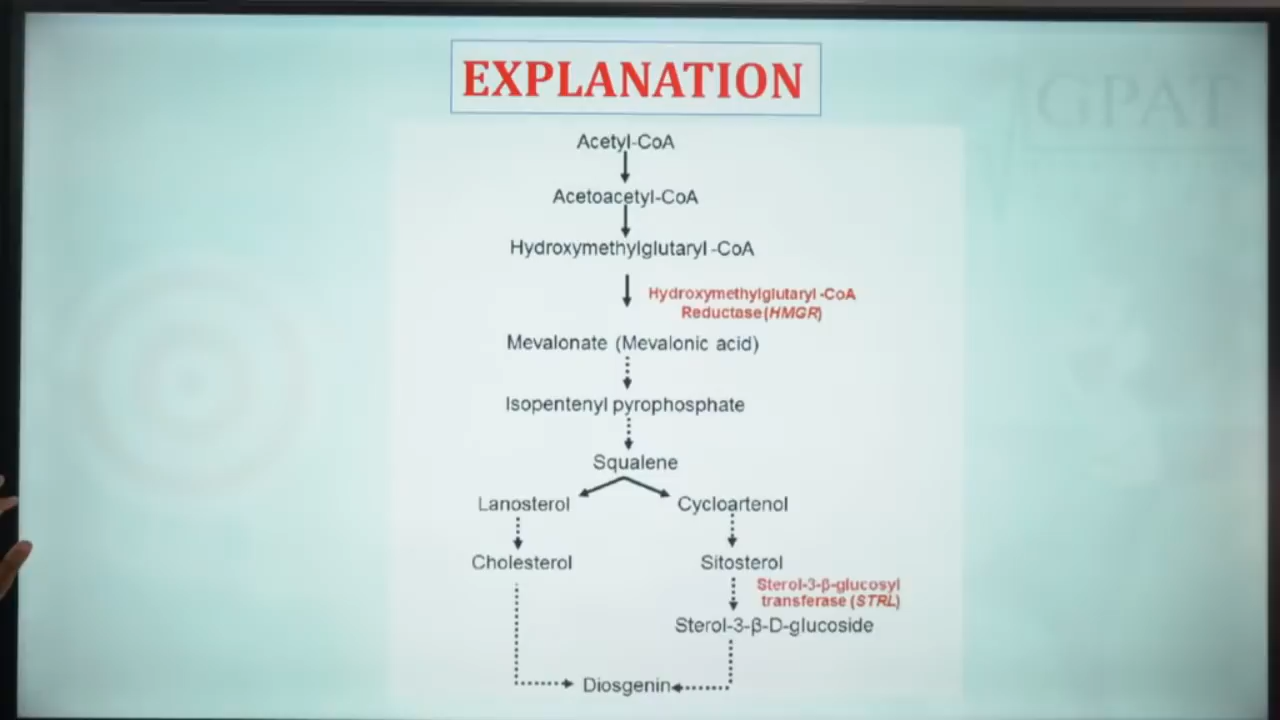 EXPLANATION
GPAT
Acetyl-CoA
Acetoacetyl-CoA
Hydroxymethylglutaryl -CoA
Hydroxymethylglutaryl -CoA
Reductase (HMGR)
Mevalonate (Mevalonic acid)
Isopentenyl pyrophosphate
Squalene
Lanosterol
Cycloartenol
Cholesterol
Sitosterol
Sterol-3-β-glucosyl
transferase (STRL)
Sterol-3-β-D-glucoside
Diosgenin